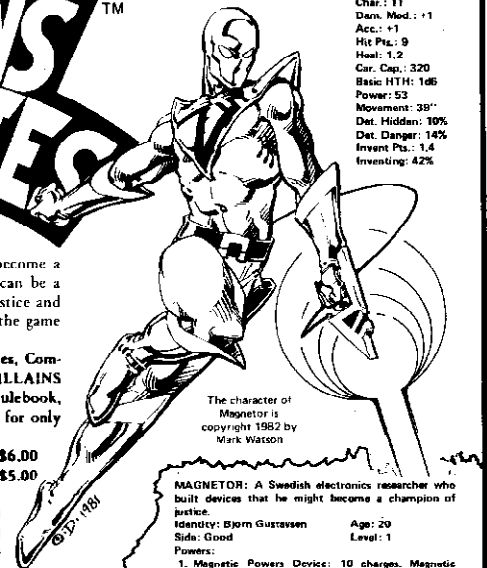 TM
NS
TES
Char.: 11
Dam. Mod.: +1
Acc.: +1
Hit Pts.: 9
Heal: 1.2
Car. Cap.: 320
Basic HTH: 1d6
Power: 53
Movement: 39"
Det. Hidden: 10%
Det. Danger: 14%
Invent Pts.: 1.4
Inventing: 42%
become a
can be a
stice and
the game
es, Com-
ILLAINS
ulebook,
for only
$6.00
$5.00
The character of
Magnetor is
copyright 1982 by
Mark Watson
©.D. 1981
MAGNETOR: A Swedish electronics researcher who
built devices that he might become a champion of
justice.
Identity: Bjorn Gustavsen Age: 20
Side: Good Level: 1
Powers:
1. Magnetic Powers Device: 10 charges, Magnetic